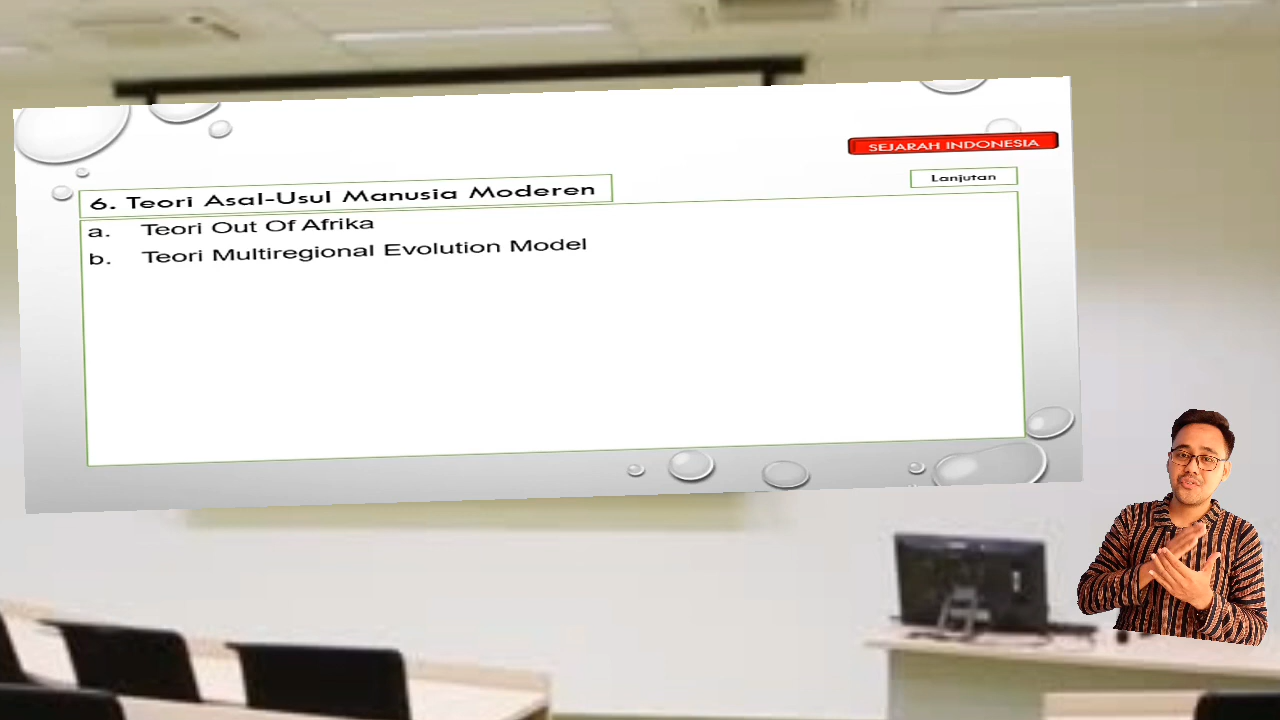 SEJARAH INDONESIA
Lanjutan
6. Teori Asal-Usul Manusia Moderen
a. Teori Out Of Afrika
b. Teori Multiregional Evolution Model